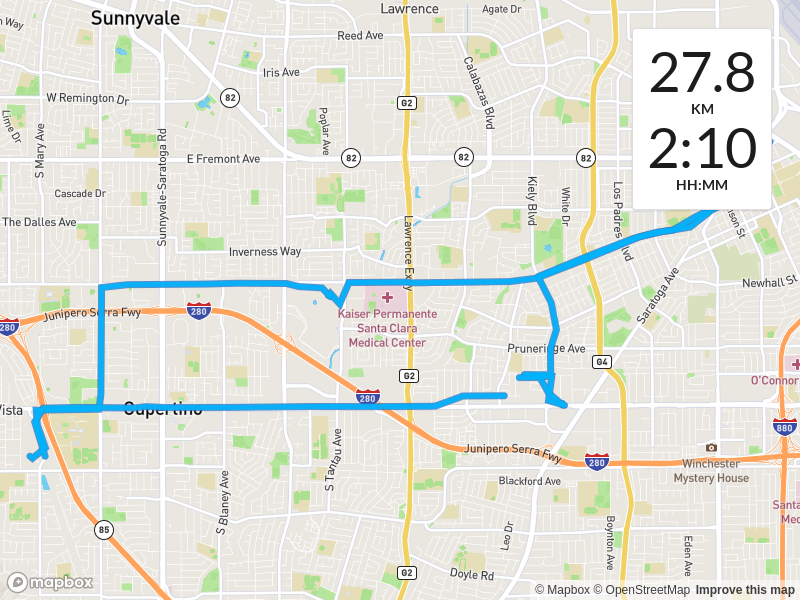 Sunnyvale
Lawrence
Agate Dr
Reed Ave
Iris Ave
Calabazas Blvd
27.8
KM
2:10
HH:MM
W Remington Dr
82
G2
Lime Dr
S Mary Ave
Poplar Ave
Sunnyvale-Saratoga Rd
E Fremont Ave
82
82
82
Cascade Dr
Kiely Blvd
White Dr
Los Padres Blvd
The Dalles Ave
Lawrence Expy
Inverness Way
Saratoga Ave
Newhall St
280
Junipero Serra Fwy
280
Kaiser Permanente
Santa Clara
Medical Center
Pruneridge Ave
G4
G2
O'Connor
280
Vista
Cupertino
880
S Tantau Ave
Junipero Serra Fwy
280
Winchester
Mystery House
S Blaney Ave
Blackford Ave
Santa
Medical
85
Leo Dr
Boynton Ave
Eden Ave
G2
Doyle Rd
mapbox
© Mapbox © OpenStreetMap Improve this map